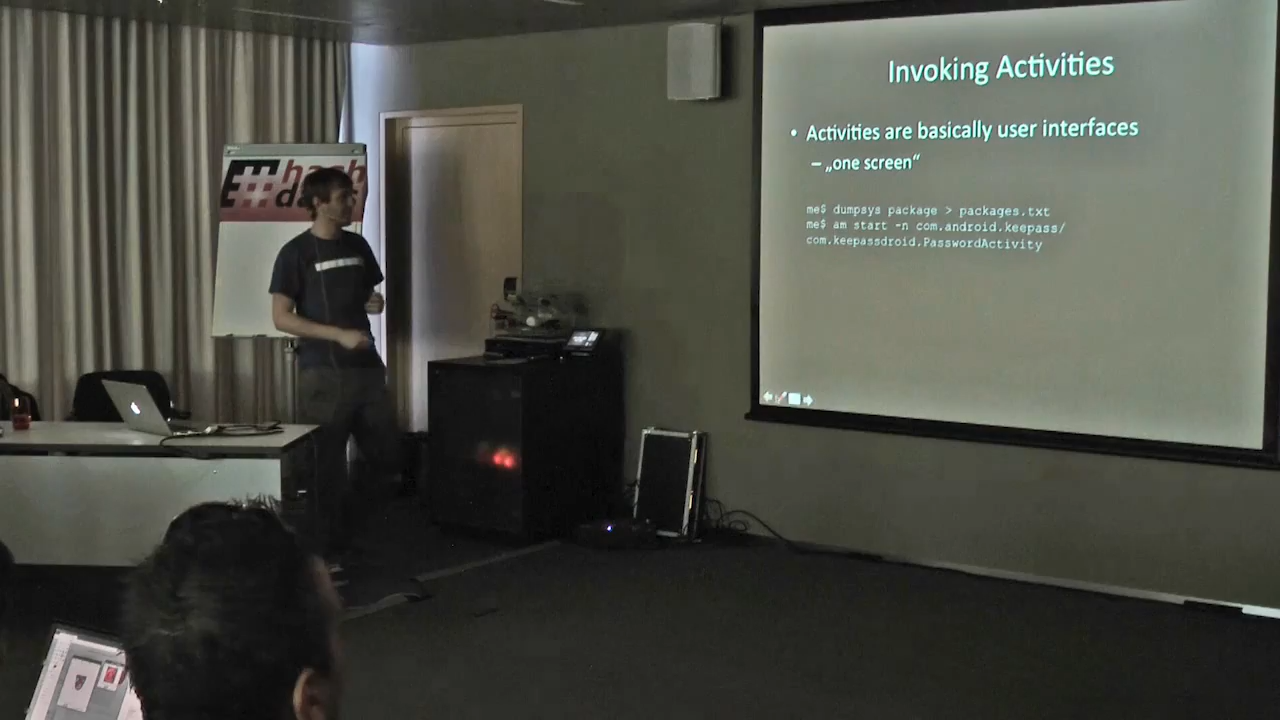 hash
days
Invoking Activities
• Activities are basically user interfaces
– „one screen“
me$ dumpsys package > packages.txt
me$ am start -n com.android.keepass/
com.keepassdroid.PasswordActivity